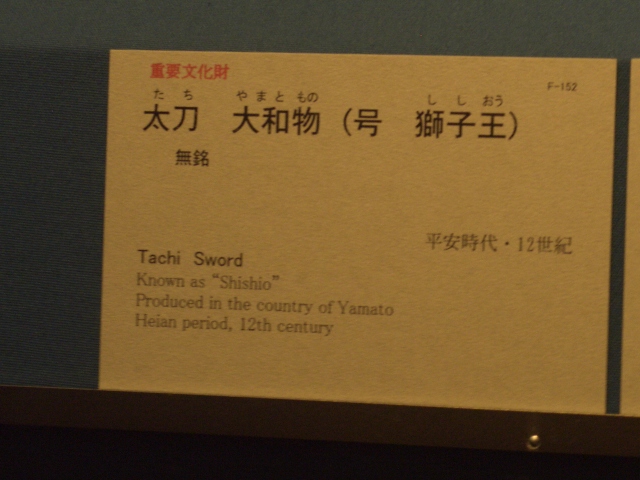 重要文化財
F-152
たち やまともの ししおう
太刀 大和物（号 獅子王）
無銘
平安時代・12世紀
Tachi Sword
Known as “Shishio”
Produced in the country of Yamato
Heian period, 12th century